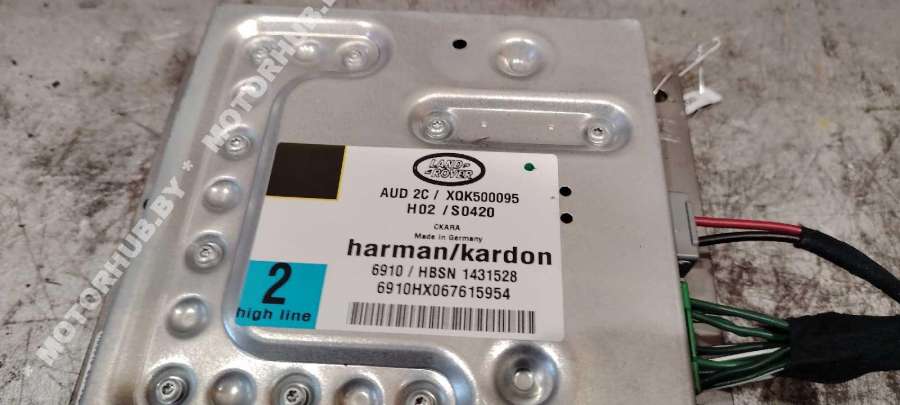 MOTORHUB.BY * MOTORHUB.BY
LAND-
ROVER
AUD 2C / XQK500095
H02 / S0420
CKARA
Made in Germany
harman/kardon
6910 / HBSN 1431528
6910HX067615954
2
high line